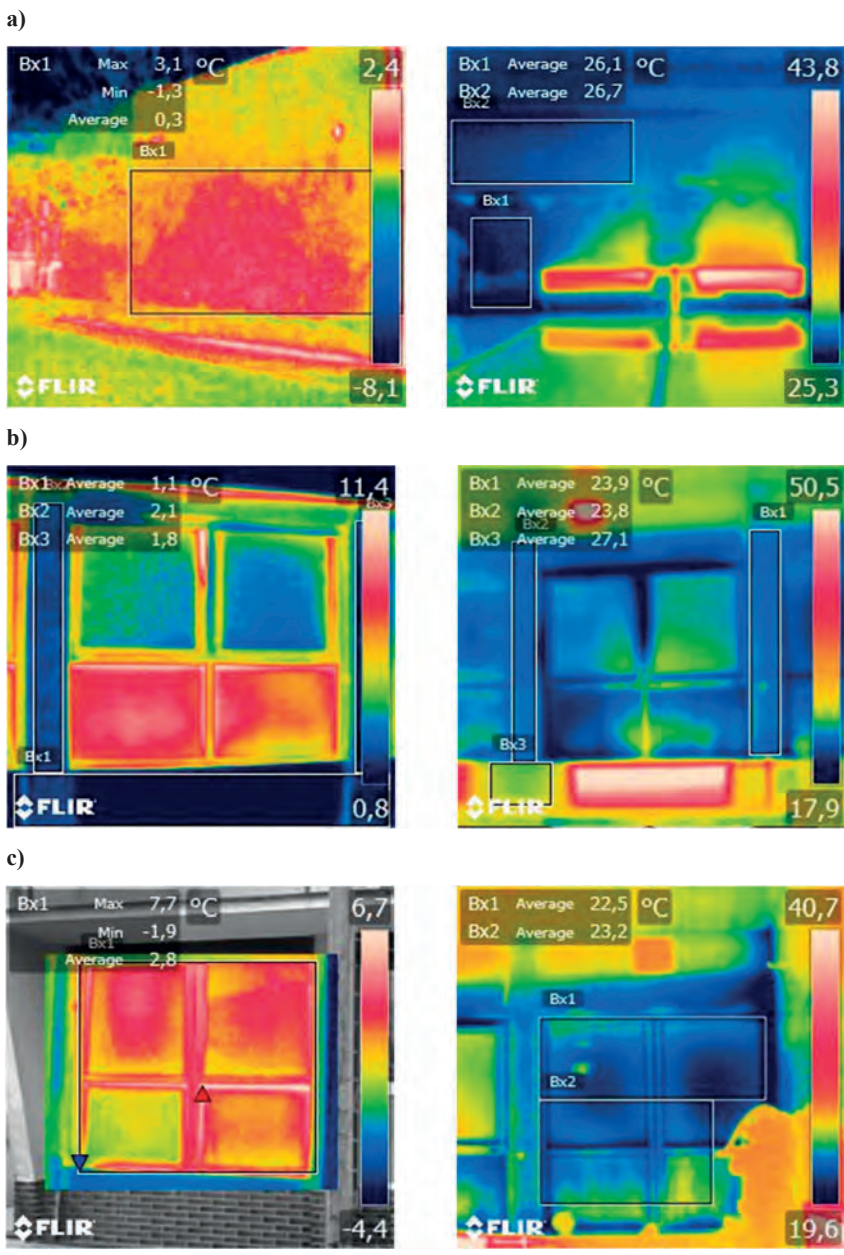 a)
Bx1 Max 3,1 °C 2,4
Min -1,3
Average 0,3
Bx1
FLIR
-8,1
Bx1 Average 26,1 °C 43,8
Bx2 Average 26,7
Bx2
Bx1
FLIR
25,3
b)
Bx1 Average 1,1 °C 11,4
Bx2
Bx2 Average 2,1 Bx3
Bx3 Average 1,8
Bx1
FLIR
0,8
Bx1 Average 23,9 °C 50,5
Bx2 Average 23,8 Bx1
Bx2
Bx3 Average 27,1
Bx3
FLIR
17,9
c)
Bx1 Max 7,7 °C 6,7
Min -1,9
Bx1
Average 2,8
FLIR
-4,4
Bx1 Average 22,5 °C 40,7
Bx2 Average 23,2
Bx1
Bx2
FLIR
19,6